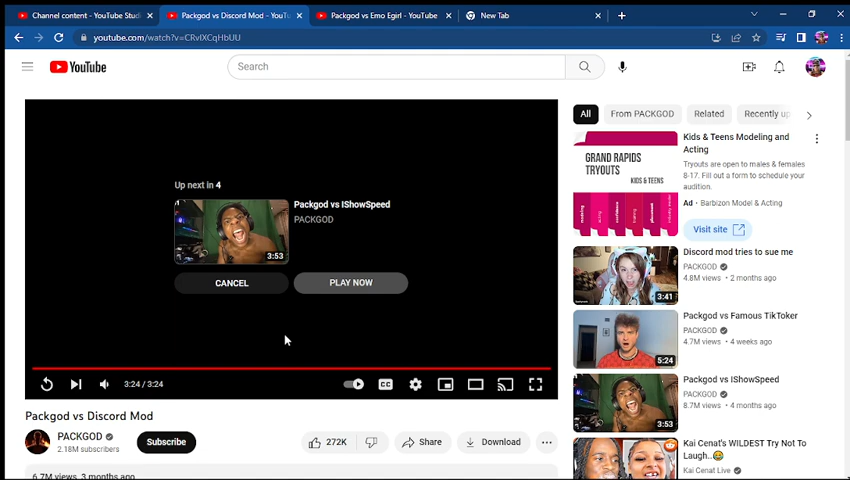 Channel content - YouTube Studi
Packgod vs Discord Mod - YouTu
Packgod vs Emo Egirl - YouTube
New Tab
youtube.com/watch?v=CRvlXCqHbUU
YouTube
Search
Up next in 4
Packgod vs IShowSpeed
PACKGOD
3:53
CANCEL
PLAY NOW
3:24 / 3:24
CC
Packgod vs Discord Mod
PACKGOD
2.18M subscribers
Subscribe
272K
Share
Download
6.7M views 3 months ago
All
From PACKGOD
Related
Recently up
GRAND RAPIDS
TRYOUTS
KIDS & TEENS
Kids & Teens Modeling and
Acting
Tryouts are open to males & females
8-17. Fill out a form to schedule your
audition.
Ad • Barbizon Model & Acting
Visit site
Discord mod tries to sue me
PACKGOD
4.8M views • 2 months ago
3:41
Packgod vs Famous TikToker
PACKGOD
4.7M views • 4 weeks ago
5:24
Packgod vs IShowSpeed
PACKGOD
8.7M views • 4 months ago
3:53
Kai Cenat's WILDEST Try Not To
Laugh..😂
Kai Cenat Live